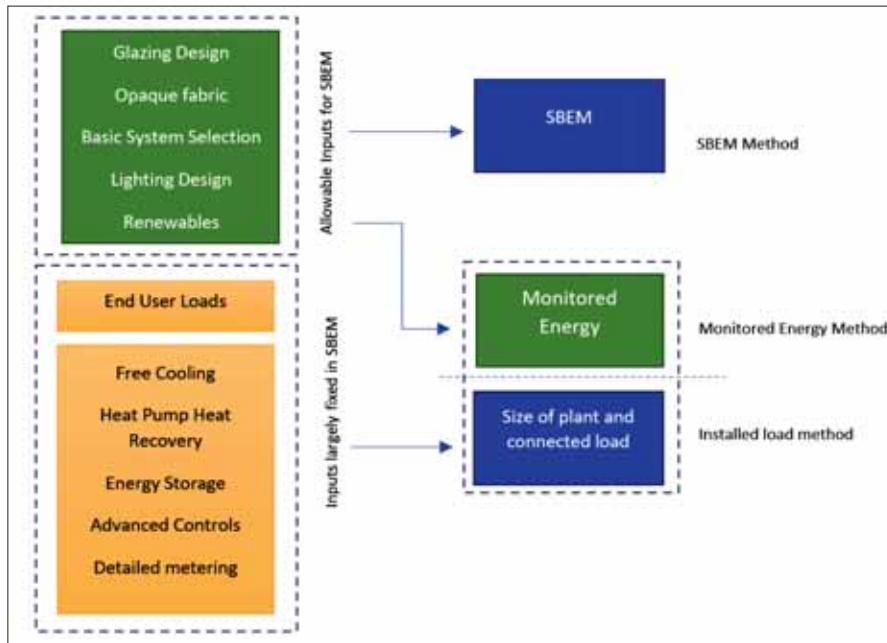 Glazing Design
Opaque fabric
Basic System Selection
Lighting Design
Renewables
Allowable Inputs for SBEM
SBEM
SBEM Method
End User Loads
Free Cooling
Heat Pump Heat
Recovery
Energy Storage
Advanced Controls
Detailed metering
Inputs largely fixed in SBEM
Monitored
Energy
Monitored Energy Method
Size of plant and
connected load
Installed load method